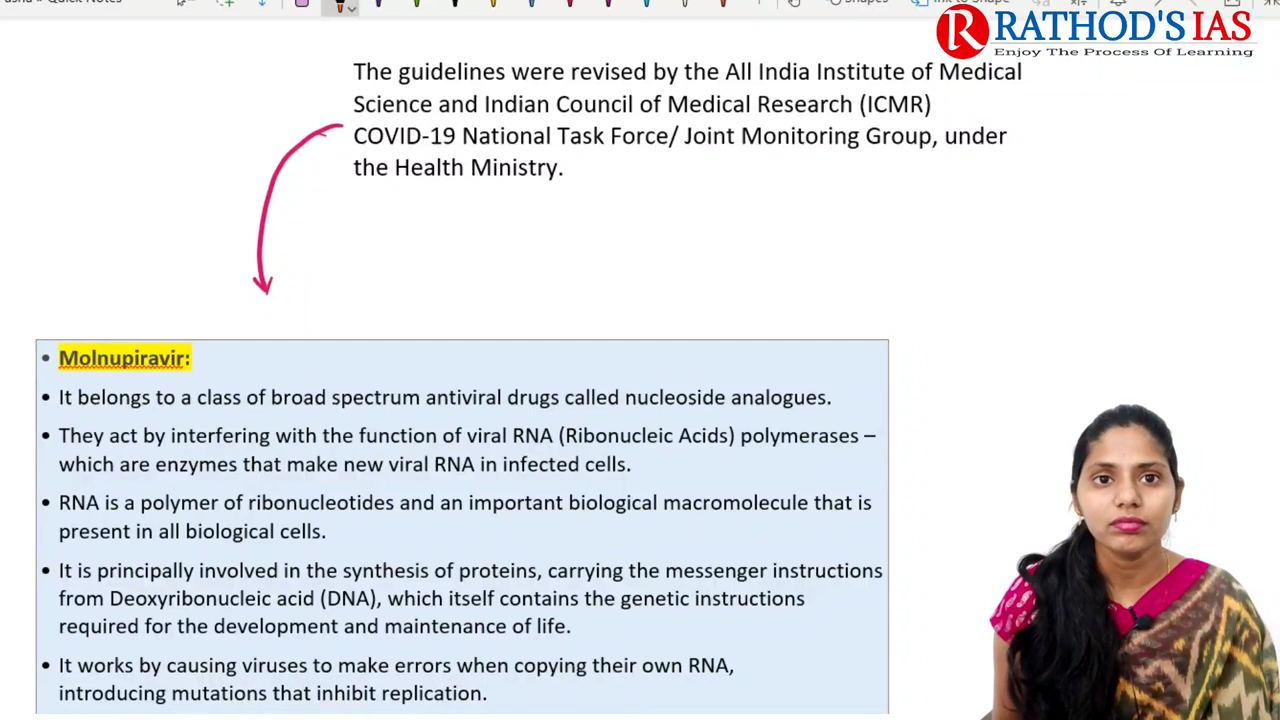 asha » Quick Notes
Shapes
Ink to Shape
RATHOD'S IAS
Enjoy The Process Of Learning
The guidelines were revised by the All India Institute of Medical
Science and Indian Council of Medical Research (ICMR)
COVID-19 National Task Force/ Joint Monitoring Group, under
the Health Ministry.
• Molnupiravir:
• It belongs to a class of broad spectrum antiviral drugs called nucleoside analogues.
• They act by interfering with the function of viral RNA (Ribonucleic Acids) polymerases –
which are enzymes that make new viral RNA in infected cells.
• RNA is a polymer of ribonucleotides and an important biological macromolecule that is
present in all biological cells.
• It is principally involved in the synthesis of proteins, carrying the messenger instructions
from Deoxyribonucleic acid (DNA), which itself contains the genetic instructions
required for the development and maintenance of life.
• It works by causing viruses to make errors when copying their own RNA,
introducing mutations that inhibit replication.